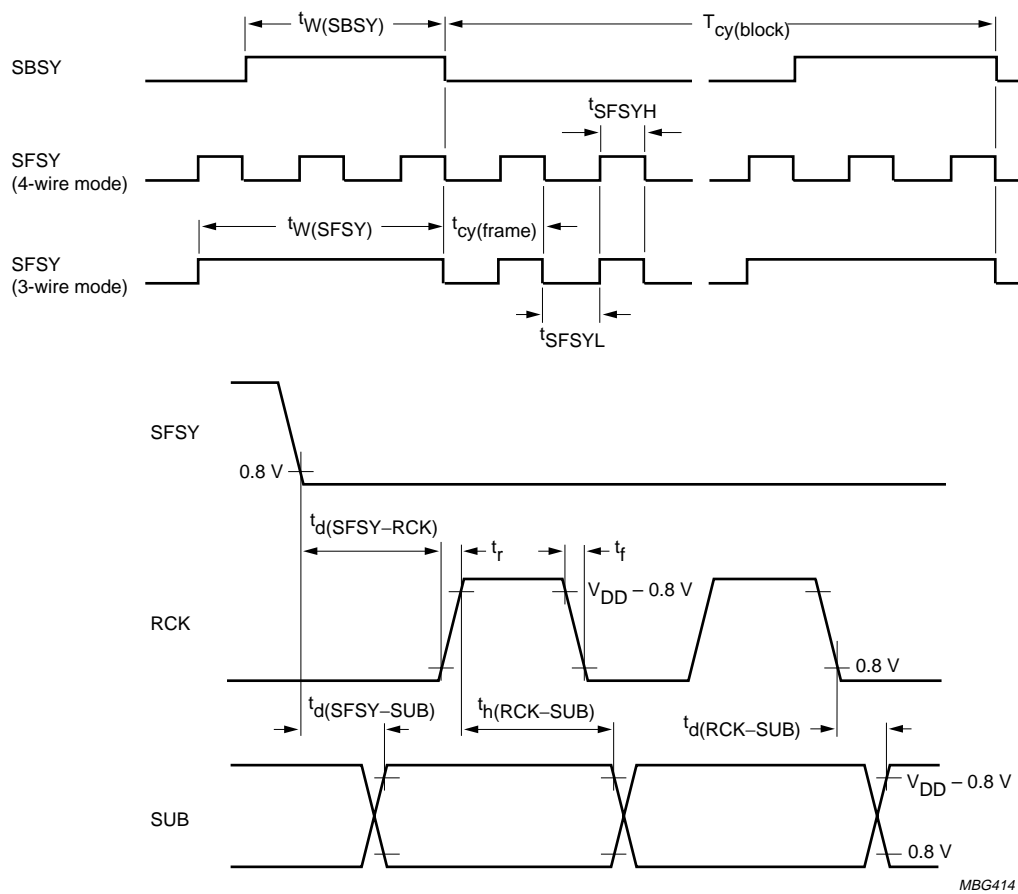 tW(SBSY)
Tcy(block)
SBSY
tSFSYH
SFSY
(4-wire mode)
tW(SFSY)
tcy(frame)
SFSY
(3-wire mode)
tSFSYL
SFSY
0.8 V
td(SFSY–RCK)
tr
tf
VDD – 0.8 V
RCK
0.8 V
td(SFSY–SUB)
th(RCK–SUB)
td(RCK–SUB)
VDD – 0.8 V
SUB
0.8 V
MBG414